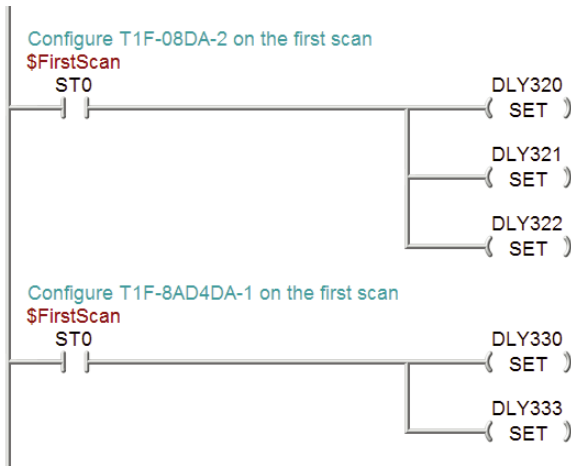 Configure T1F-08DA-2 on the first scan
$FirstScan
ST0
DLY320
SET
DLY321
SET
DLY322
SET
Configure T1F-8AD4DA-1 on the first scan
$FirstScan
ST0
DLY330
SET
DLY333
SET